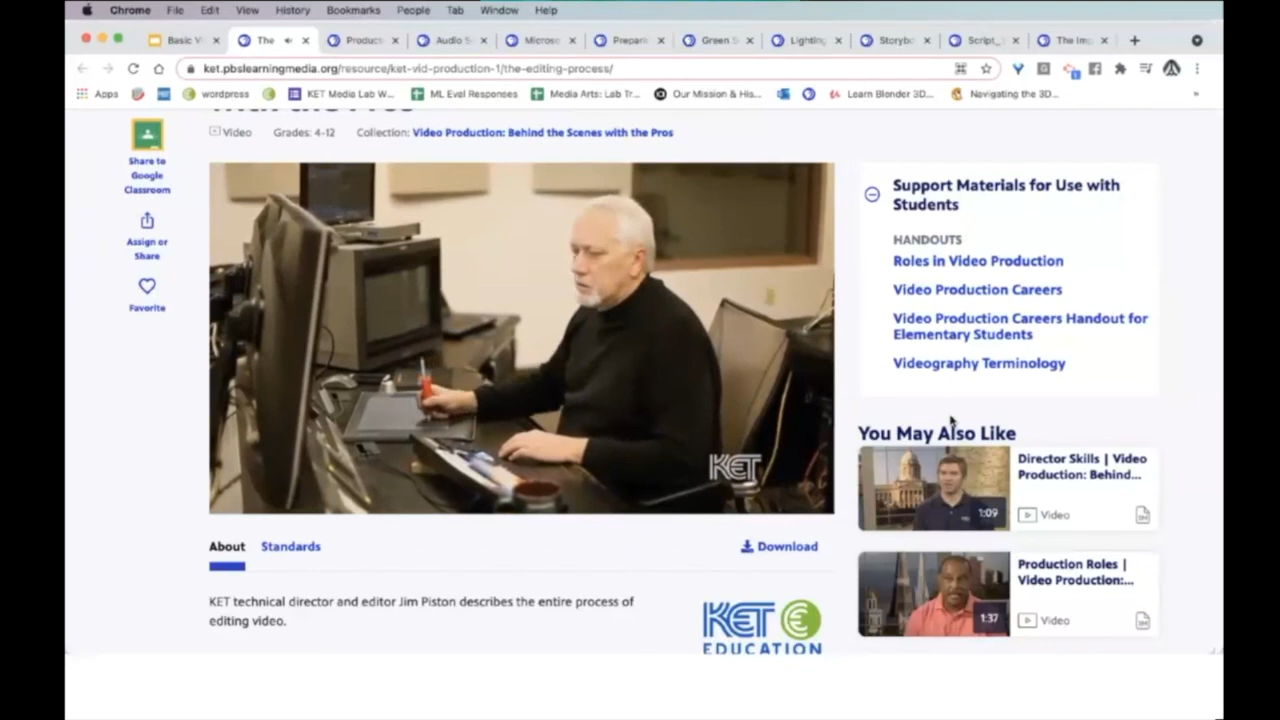 Chrome File Edit View History Bookmarks People Tab Window Help
Basic V
The
Product
Audio S
Microso
Prepari
Green S
Lighting
Storybo
Script_
The Imp
ket.pbslearningmedia.org/resource/ket-vid-production-1/the-editing-process/
Apps wordpress KET Media Lab W... ML Eval Responses Media Arts: Lab Tr... Our Mission & His... Learn Blender 3D... Navigating the 3D...
Video Grades: 4-12 Collection: Video Production: Behind the Scenes with the Pros
Share to
Google
Classroom
Assign or
Share
Favorite
KET
About Standards Download
KET technical director and editor Jim Piston describes the entire process of
editing video.
KET
EDUCATION
Support Materials for Use with
Students
HANDOUTS
Roles in Video Production
Video Production Careers
Video Production Careers Handout for
Elementary Students
Videography Terminology
You May Also Like
Director Skills | Video
Production: Behind...
1:09
Video
Production Roles |
Video Production:...
1:37
Video